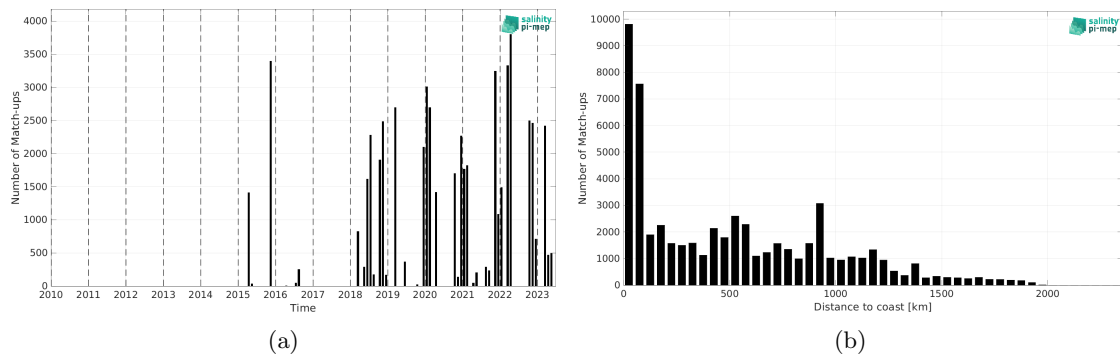 salinity
pi-mep
4000
3500
3000
2500
2000
1500
1000
500
0
Number of Match-ups
2010 2011 2012 2013 2014 2015 2016 2017 2018 2019 2020 2021 2022 2023
Time
(a)
salinity
pi-mep
10000
9000
8000
7000
6000
5000
4000
3000
2000
1000
0
Number of Match-ups
0 500 1000 1500 2000
Distance to coast [km]
(b)